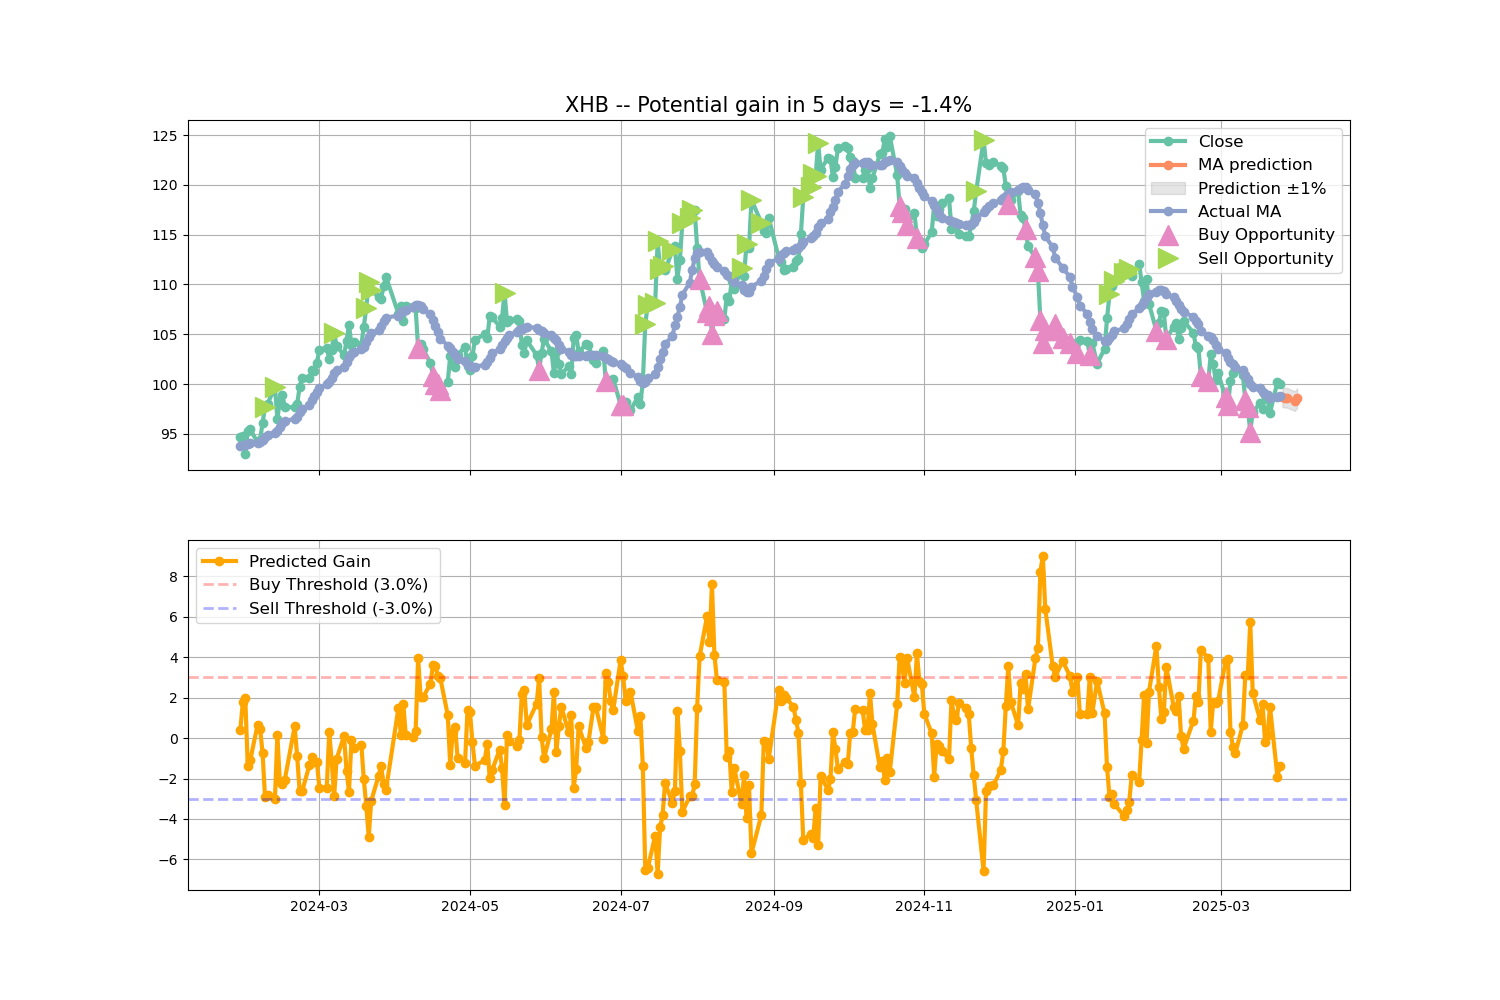 XHB -- Potential gain in 5 days = -1.4%
125
120
115
110
105
100
95
Close
MA prediction
Prediction ±1%
Actual MA
Buy Opportunity
Sell Opportunity
8
6
4
2
0
−2
−4
−6
Predicted Gain
Buy Threshold (3.0%)
Sell Threshold (-3.0%)
2024-03
2024-05
2024-07
2024-09
2024-11
2025-01
2025-03